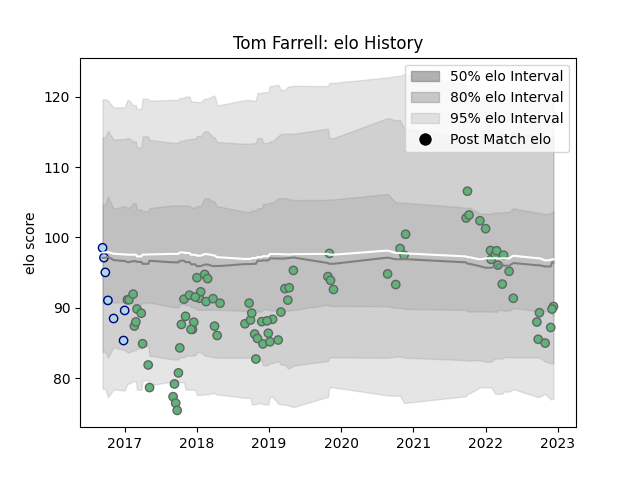 Tom Farrell: elo History
50% elo Interval
80% elo Interval
95% elo Interval
Post Match elo
elo score
120
110
100
90
80
2017
2018
2019
2020
2021
2022
2023